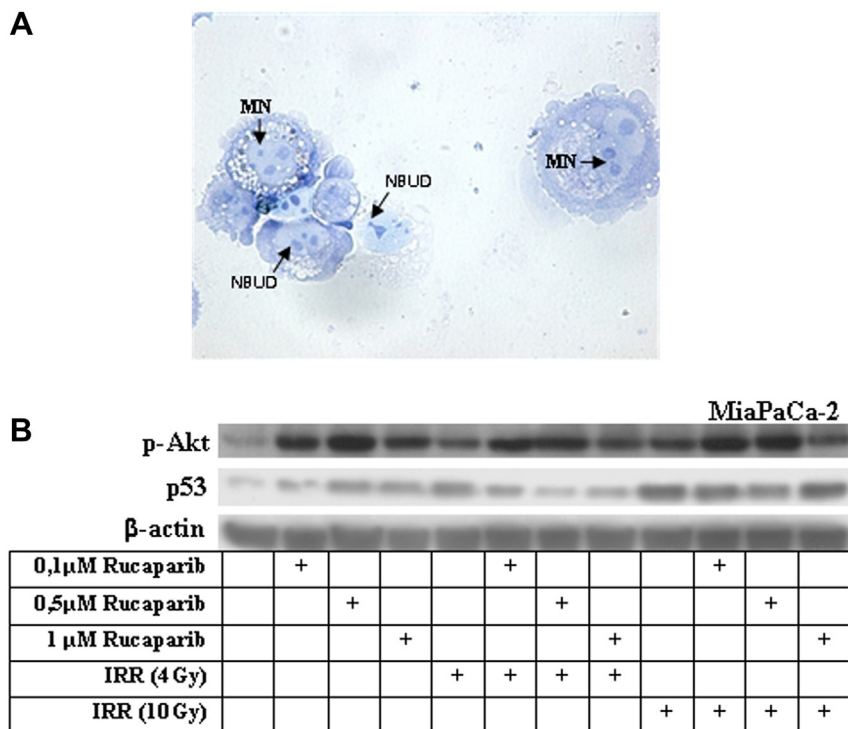 A
MN
NBUD
MN
NBUD
B
MiaPaCa-2
p-Akt
p53
β-actin
0,1µM Rucaparib + + +
0,5µM Rucaparib + + +
1 µM Rucaparib + + +
IRR (4 Gy) + + + +
IRR (10 Gy) + + + +